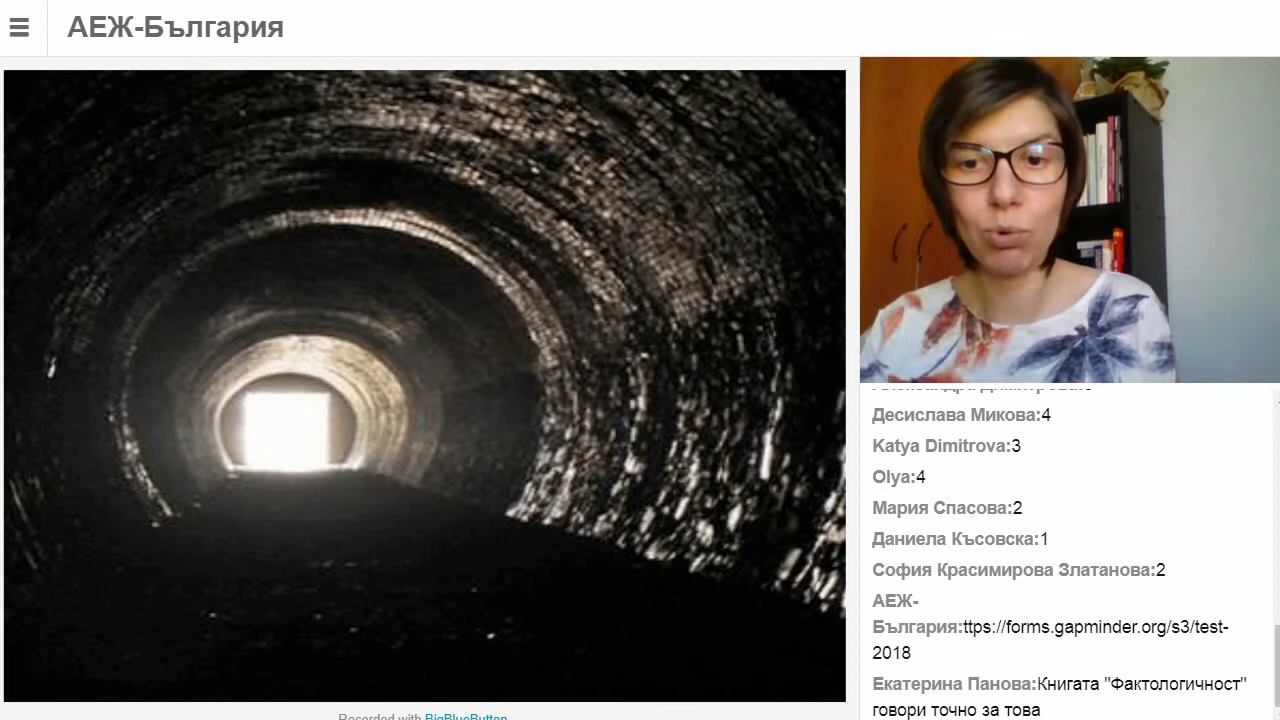 АЕЖ-България
Десислава Микова:4
Katya Dimitrova:3
Olya:4
Мария Спасова:2
Даниела Късовска:1
София Красимирова Златанова:2
АЕЖ-
България:ttps://forms.gapminder.org/s3/test-
2018
Екатерина Панова:Книгата "Фактологичност"
говори точно за това
Recorded with BigBlueButton